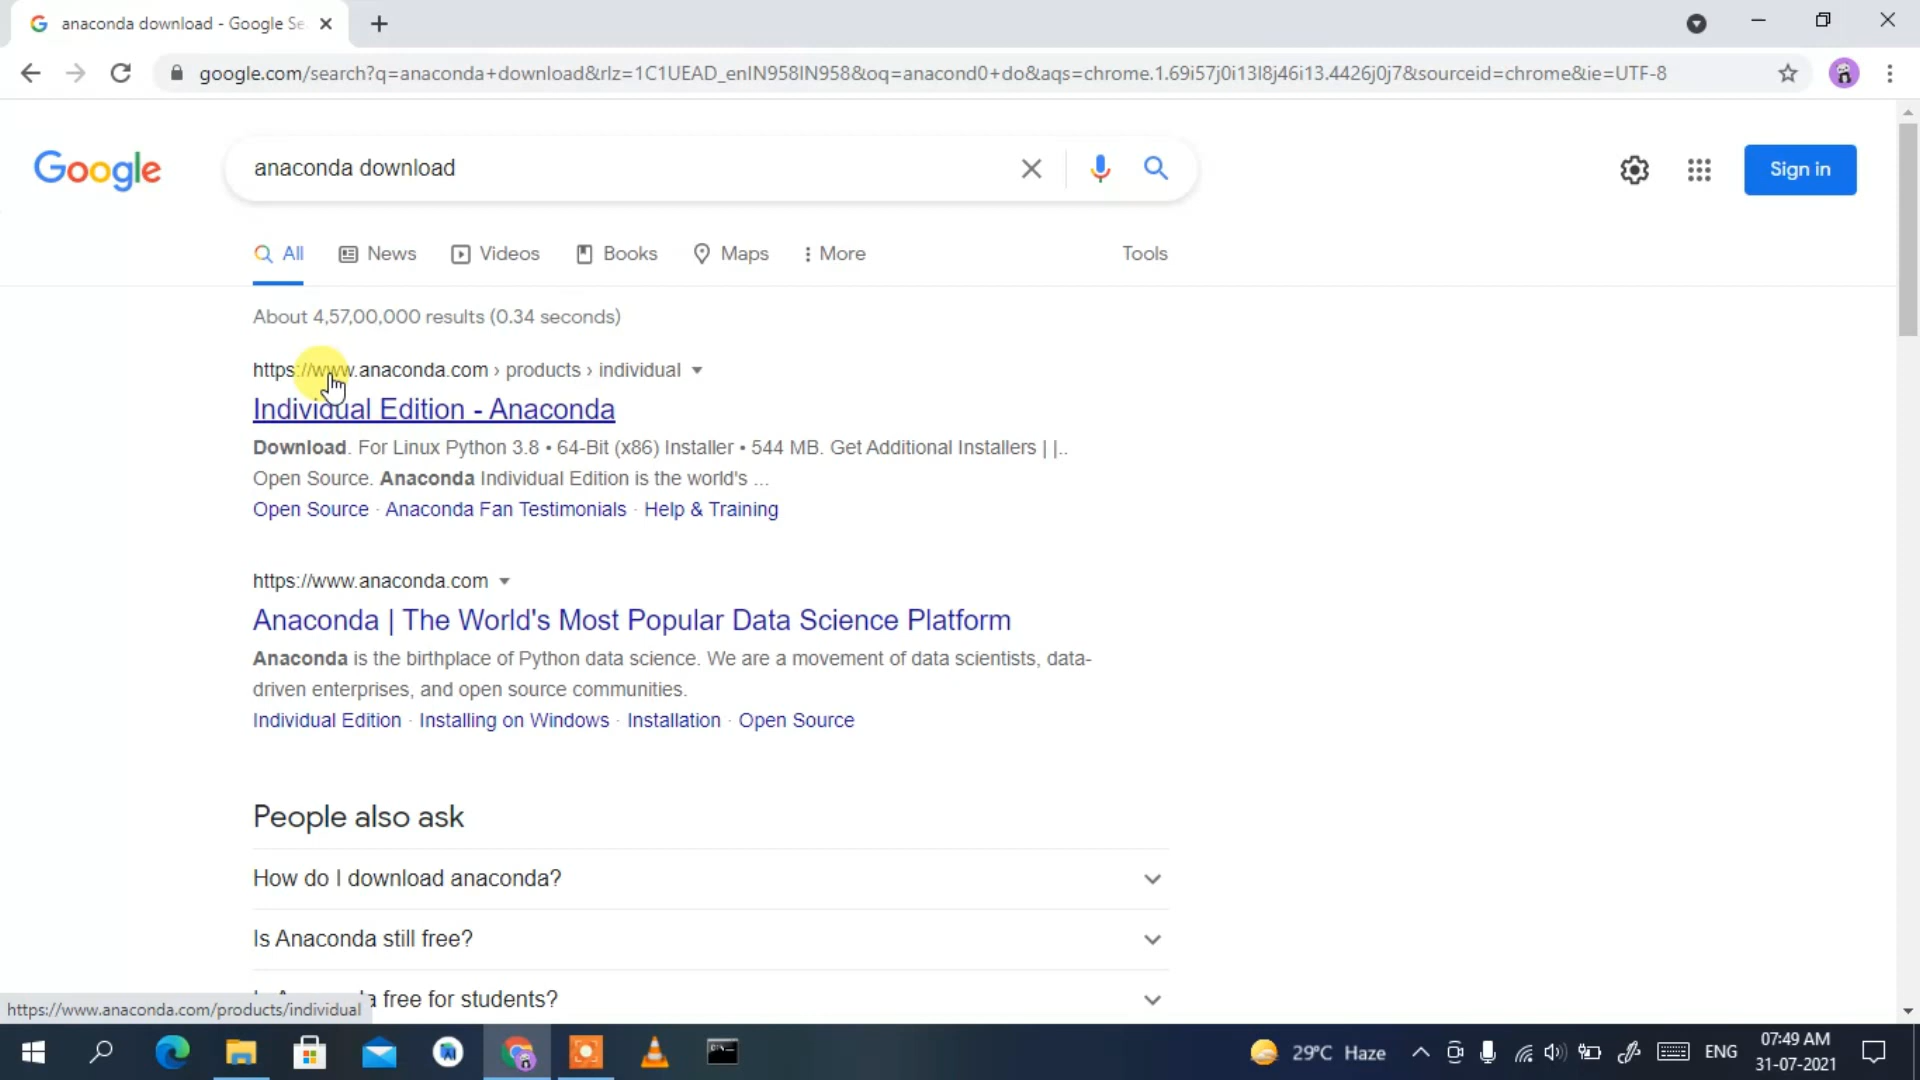 anaconda download - Google Se
google.com/search?q=anaconda+download&rlz=1C1UEAD_enIN958IN958&oq=anacond0+do&aqs=chrome.1.69i57j0i13l8j46i13.4426j0j7&sourceid=chrome&ie=UTF-8
Google
anaconda download
Sign in
All News Videos Books Maps More Tools
About 4,57,00,000 results (0.34 seconds)
https://www.anaconda.com › products › individual
Individual Edition - Anaconda
Download. For Linux Python 3.8 • 64-Bit (x86) Installer • 544 MB. Get Additional Installers | |..
Open Source. Anaconda Individual Edition is the world's ...
Open Source · Anaconda Fan Testimonials · Help & Training
https://www.anaconda.com
Anaconda | The World's Most Popular Data Science Platform
Anaconda is the birthplace of Python data science. We are a movement of data scientists, data-
driven enterprises, and open source communities.
Individual Edition · Installing on Windows · Installation · Open Source
People also ask
How do I download anaconda?
Is Anaconda still free?
a free for students?
https://www.anaconda.com/products/individual
29°C Haze
ENG
07:49 AM
31-07-2021